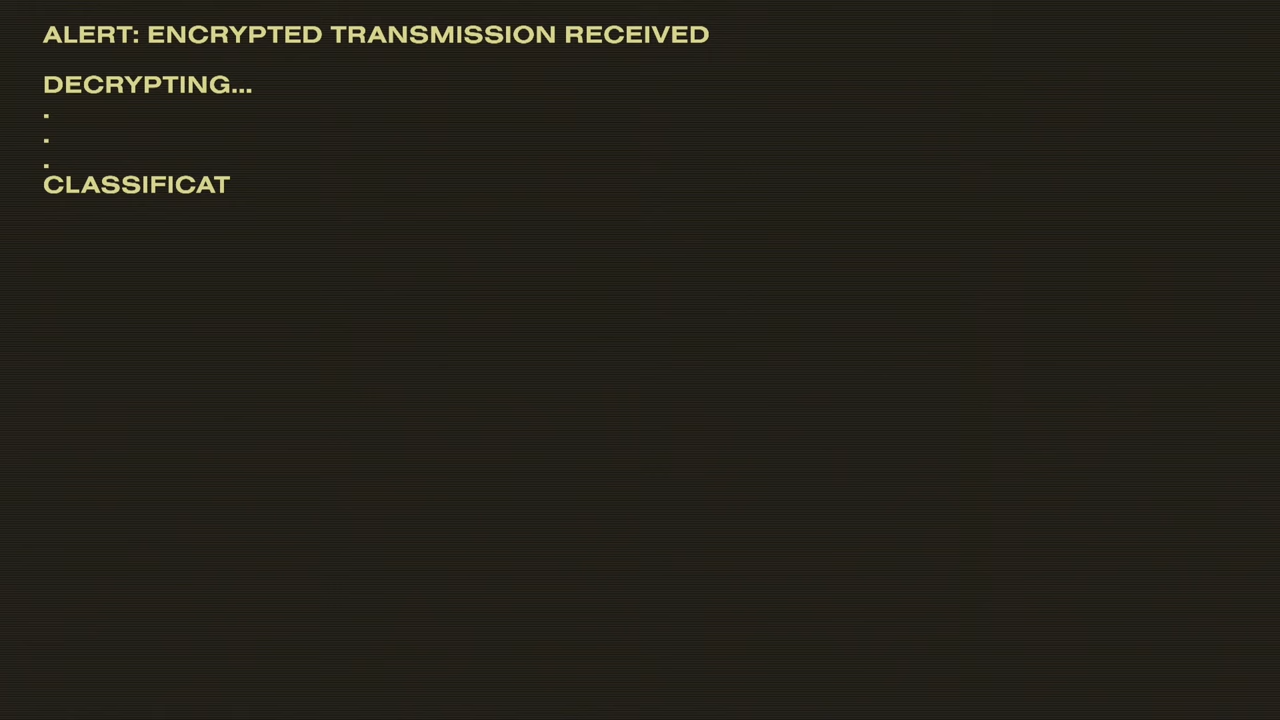 ALERT: ENCRYPTED TRANSMISSION RECEIVED
DECRYPTING...
.
.
.
CLASSIFICAT